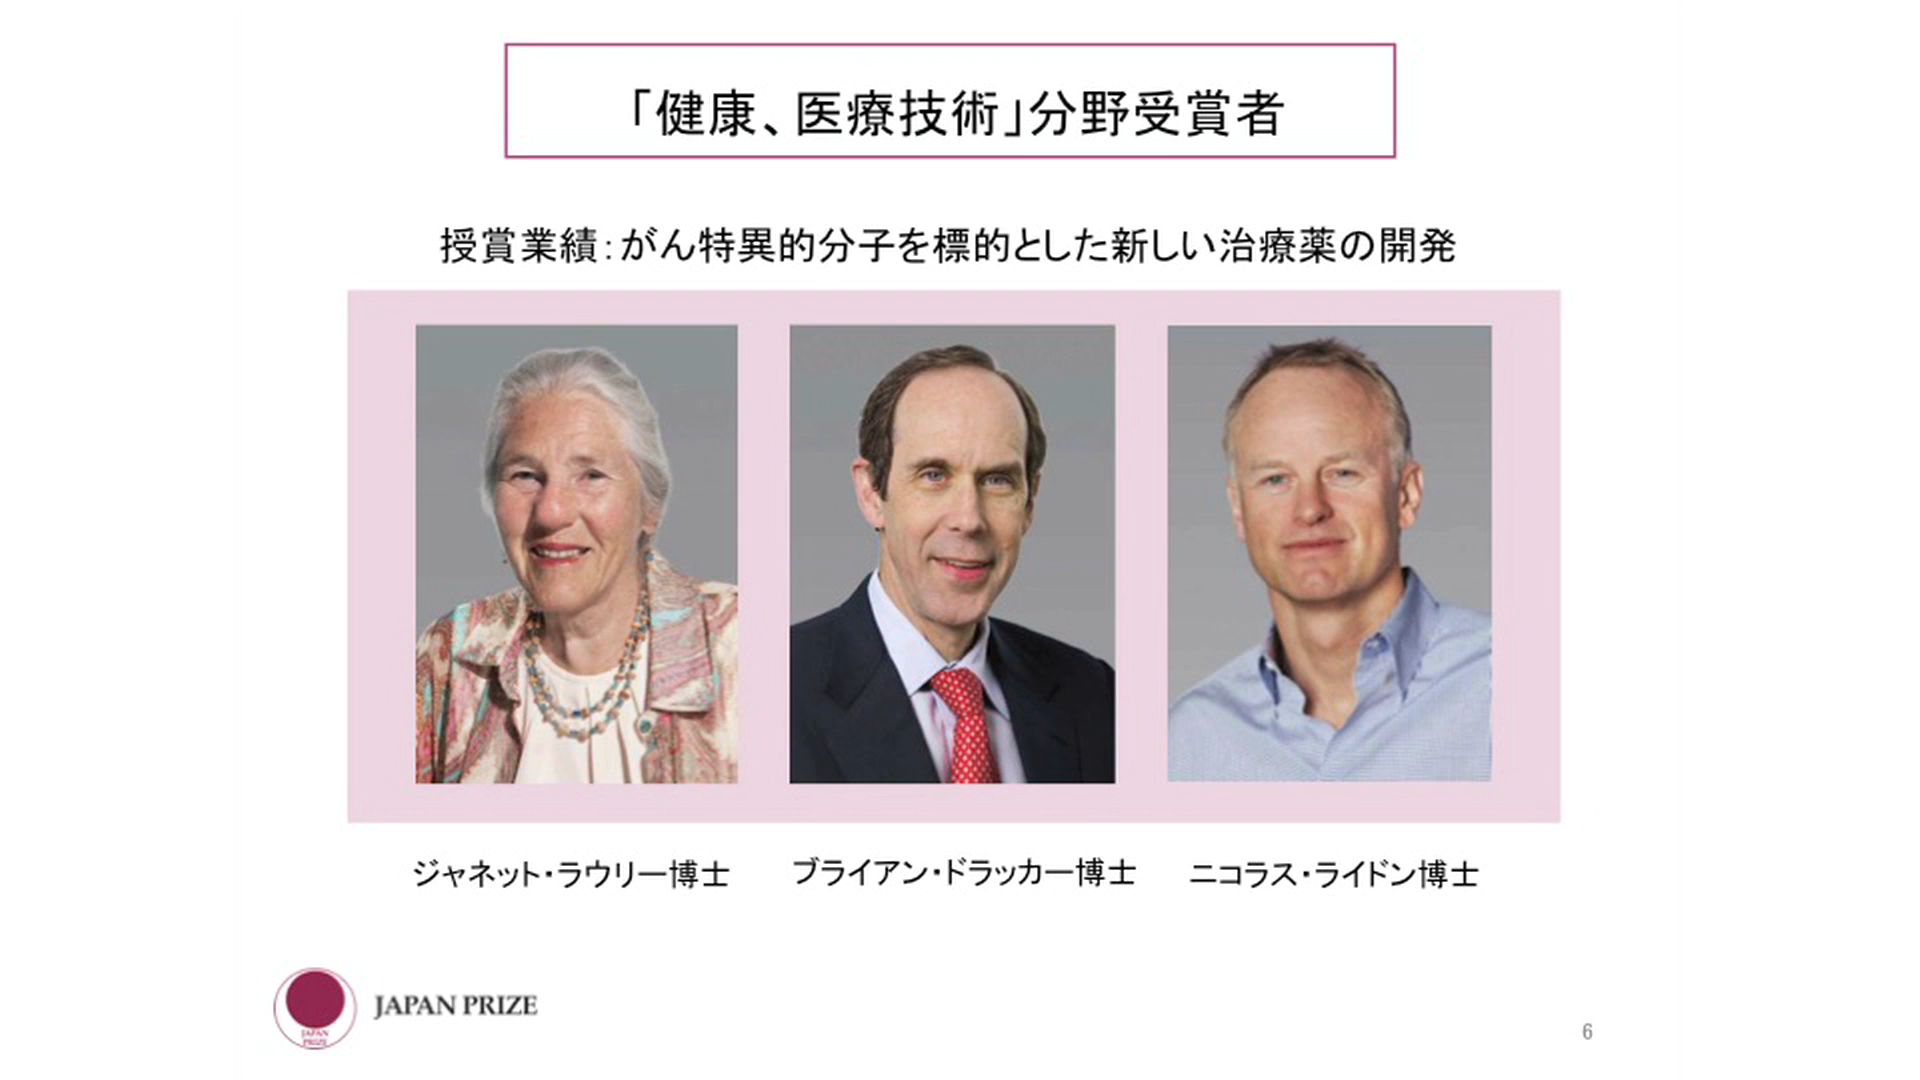 「健康、医療技術」分野受賞者
授賞業績：がん特異的分子を標的とした新しい治療薬の開発
ジャネット・ラウリー博士
ブライアン・ドラッカー博士
ニコラス・ライドン博士
JAPAN
PRIZE
JAPAN PRIZE
6